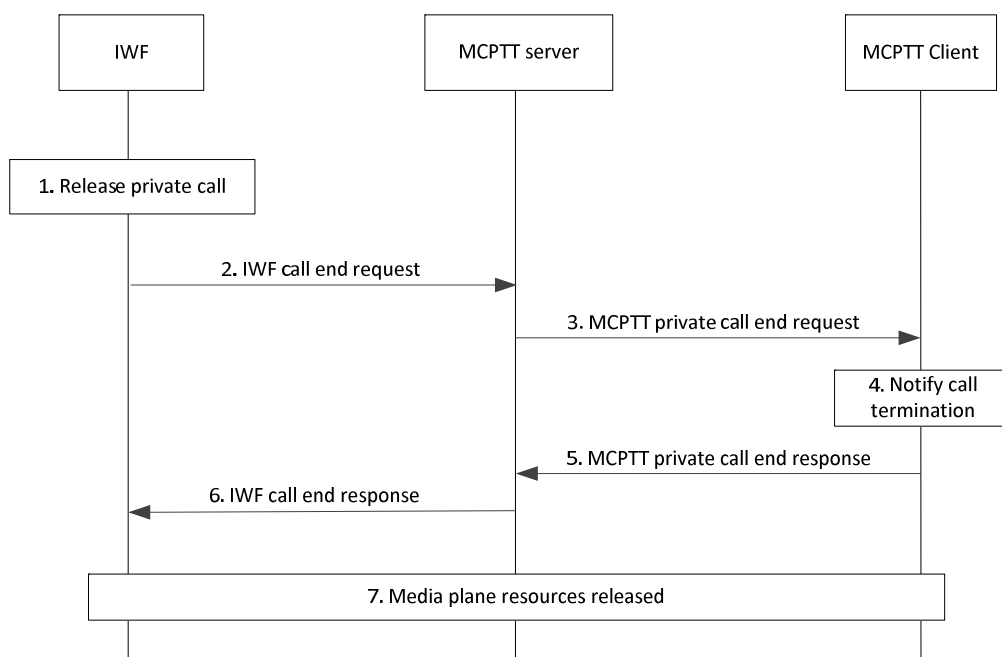 IWF
MCPTT server
MCPTT Client
1. Release private call
2. IWF call end request
3. MCPTT private call end request
4. Notify call
termination
5. MCPTT private call end response
6. IWF call end response
7. Media plane resources released